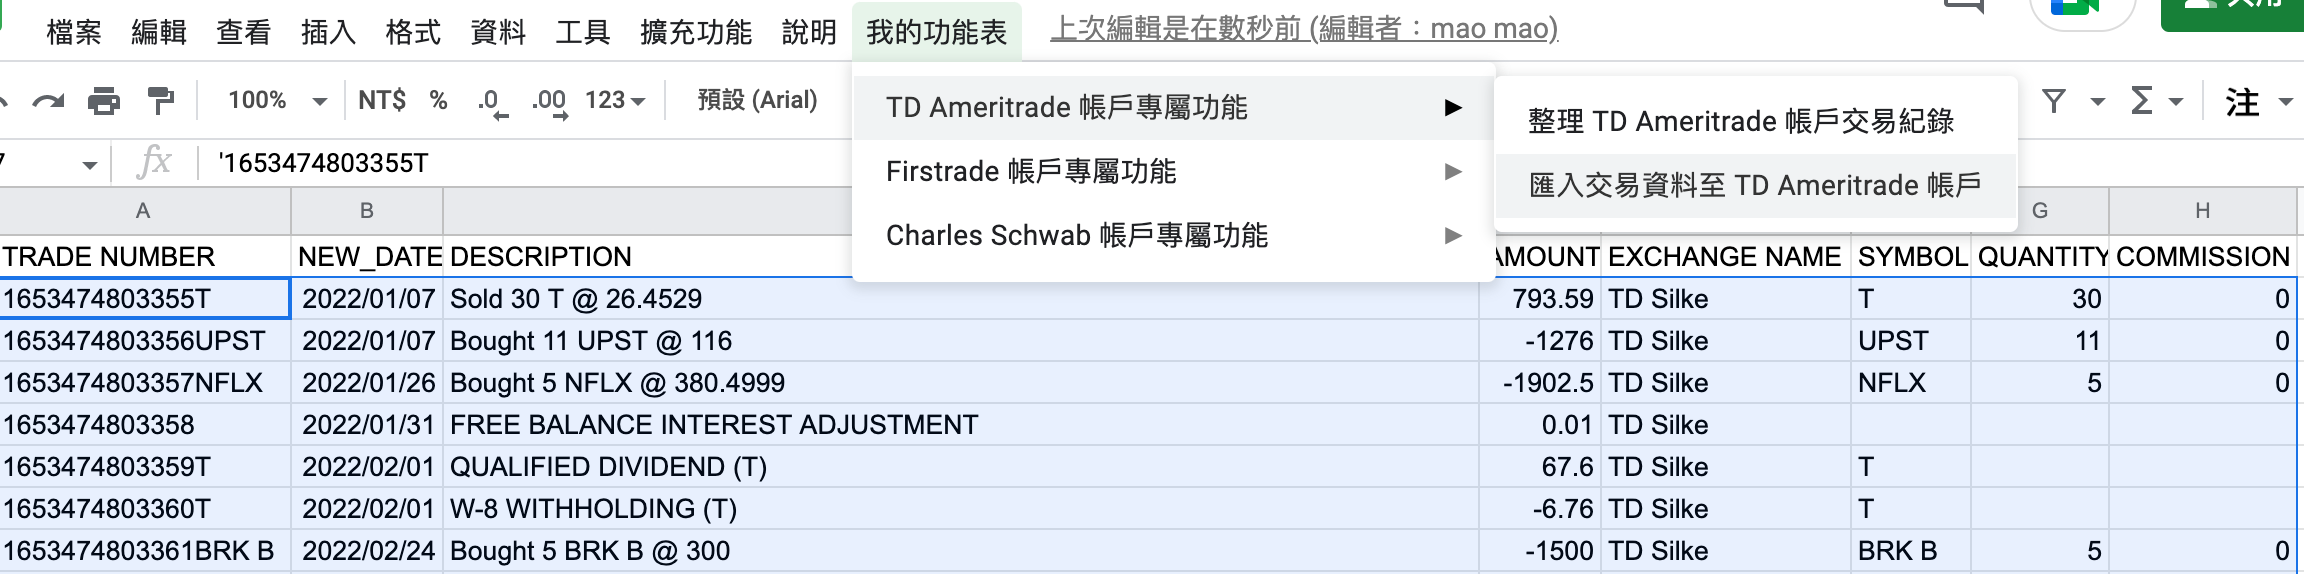 檔案 編輯 查看 插入 格式 資料 工具 擴充功能 說明 我的功能表 上次編輯是在數秒前 (編輯者：mao mao)
100% NT$ % .0 .00 123 預設 (Arial) Σ 注
TD Ameritrade 帳戶專屬功能
Firstrade 帳戶專屬功能
Charles Schwab 帳戶專屬功能
整理 TD Ameritrade 帳戶交易紀錄
匯入交易資料至 TD Ameritrade 帳戶
fx '1653474803355T
A B G H
TRADE NUMBER NEW_DATE DESCRIPTION AMOUNT EXCHANGE NAME SYMBOL QUANTITY COMMISSION
1653474803355T 2022/01/07 Sold 30 T @ 26.4529 793.59 TD Silke T 30 0
1653474803356UPST 2022/01/07 Bought 11 UPST @ 116 -1276 TD Silke UPST 11 0
1653474803357NFLX 2022/01/26 Bought 5 NFLX @ 380.4999 -1902.5 TD Silke NFLX 5 0
1653474803358 2022/01/31 FREE BALANCE INTEREST ADJUSTMENT 0.01 TD Silke
1653474803359T 2022/02/01 QUALIFIED DIVIDEND (T) 67.6 TD Silke T
1653474803360T 2022/02/01 W-8 WITHHOLDING (T) -6.76 TD Silke T
1653474803361BRK B 2022/02/24 Bought 5 BRK B @ 300 -1500 TD Silke BRK B 5 0